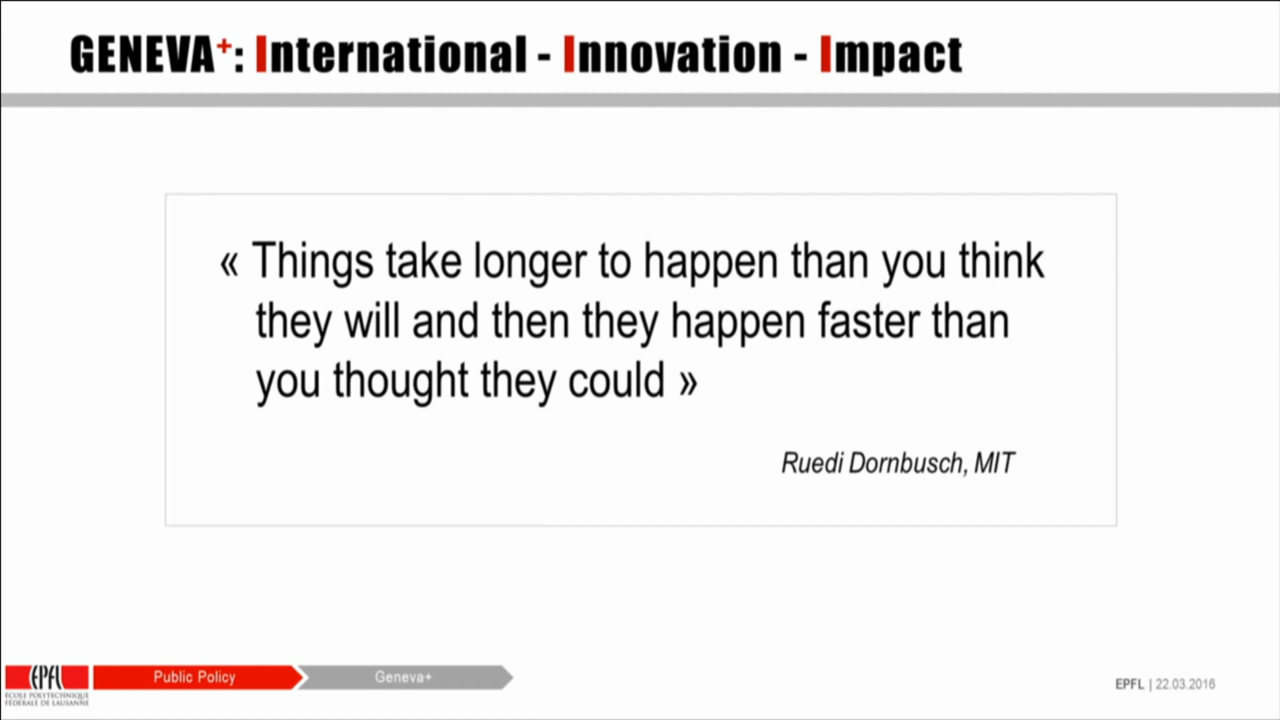 GENEVA+: International - Innovation - Impact
« Things take longer to happen than you think
they will and then they happen faster than
you thought they could »
Ruedi Dornbusch, MIT
EPFL
ÉCOLE POLYTECHNIQUE
FÉDÉRALE DE LAUSANNE
Public Policy
Geneva+
EPFL | 22.03.2016